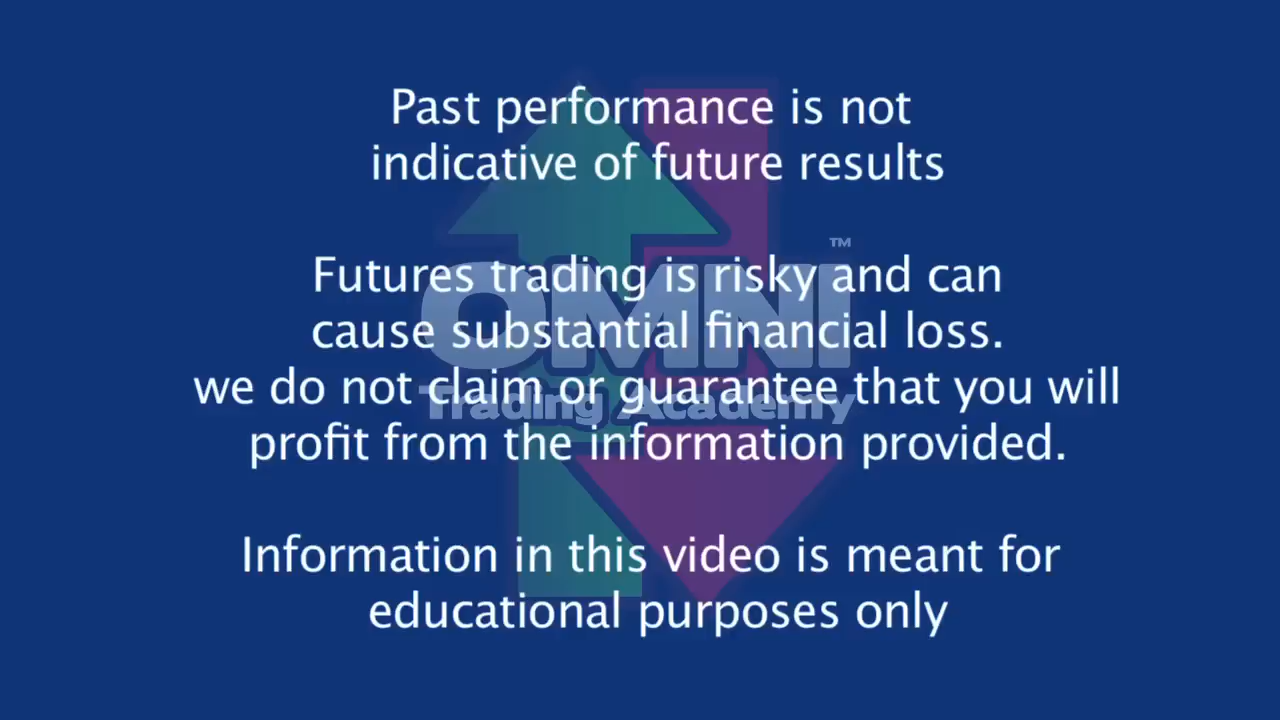 Past performance is not
indicative of future results
™
Futures trading is risky and can
OMNI
cause substantial financial loss.
we do not claim or guarantee that you will
Trading Academy
profit from the information provided.
Information in this video is meant for
educational purposes only